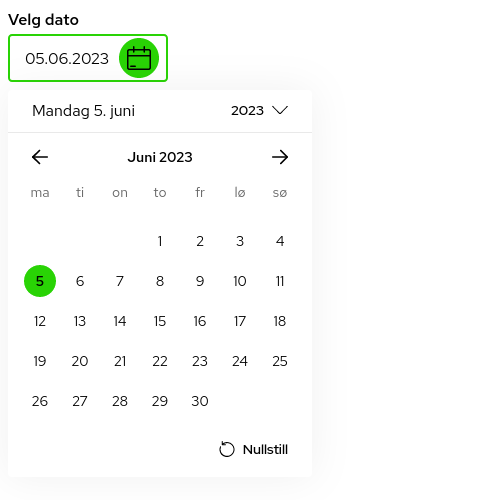 Velg dato
05.06.2023
Mandag 5. juni 2023
Juni 2023
ma ti on to fr lø sø
1 2 3 4
5 6 7 8 9 10 11
12 13 14 15 16 17 18
19 20 21 22 23 24 25
26 27 28 29 30
Nullstill